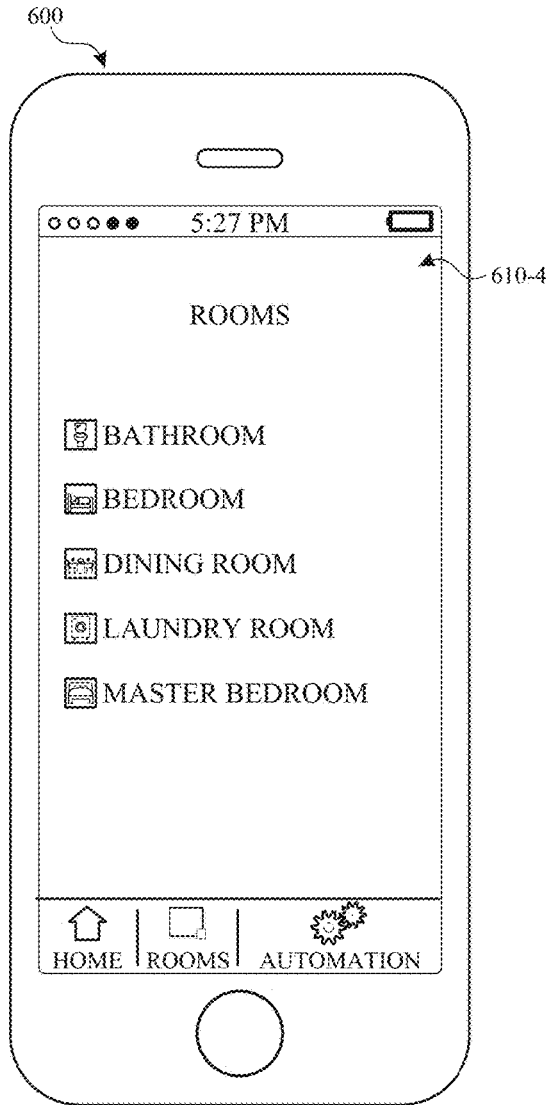 600
5:27 PM
610-4
ROOMS
BATHROOM
BEDROOM
DINING ROOM
LAUNDRY ROOM
MASTER BEDROOM
HOME ROOMS AUTOMATION